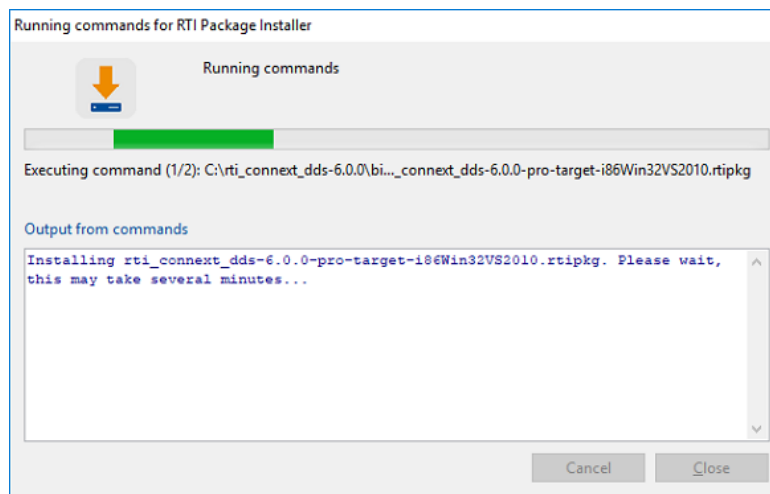 Running commands for RTI Package Installer
Running commands
Executing command (1/2): C:\rti_connext_dds-6.0.0\bi..._connext_dds-6.0.0-pro-target-i86Win32VS2010.rtipkg
Output from commands
Installing rti_connext_dds-6.0.0-pro-target-i86Win32VS2010.rtipkg. Please wait,
this may take several minutes...
Cancel
Close